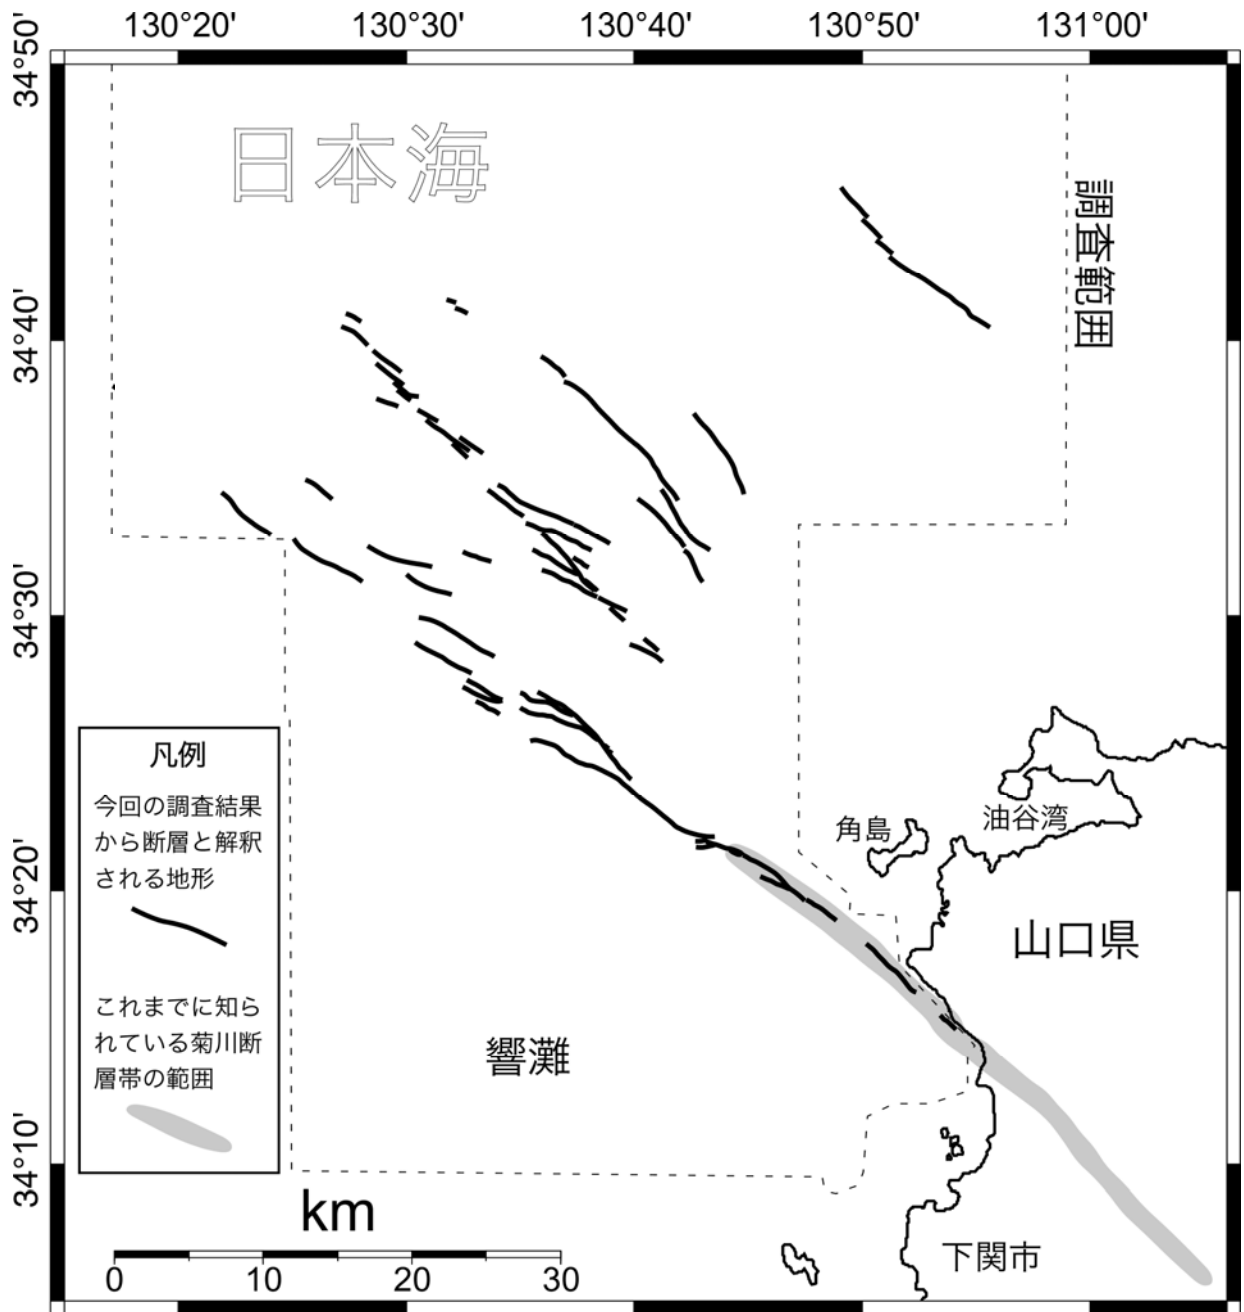 130°20' 130°30' 130°40' 130°50' 131°00'
34°50'
34°40'
34°30'
34°20'
34°10'
日本海
調査範囲
凡例
今回の調査結果
から断層と解釈
される地形
これまでに知ら
れている菊川断
層帯の範囲
角島
油谷湾
山口県
響灘
下関市
km
0 10 20 30